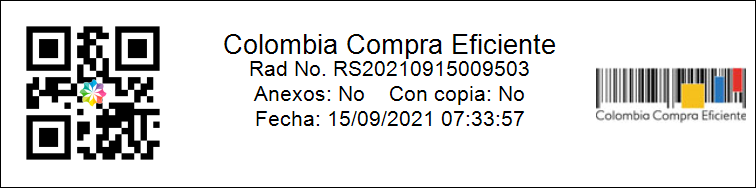 Colombia Compra Eficiente
Rad No. RS20210915009503
Anexos: No    Con copia: No
Fecha: 15/09/2021 07:33:57
Colombia Compra Eficiente